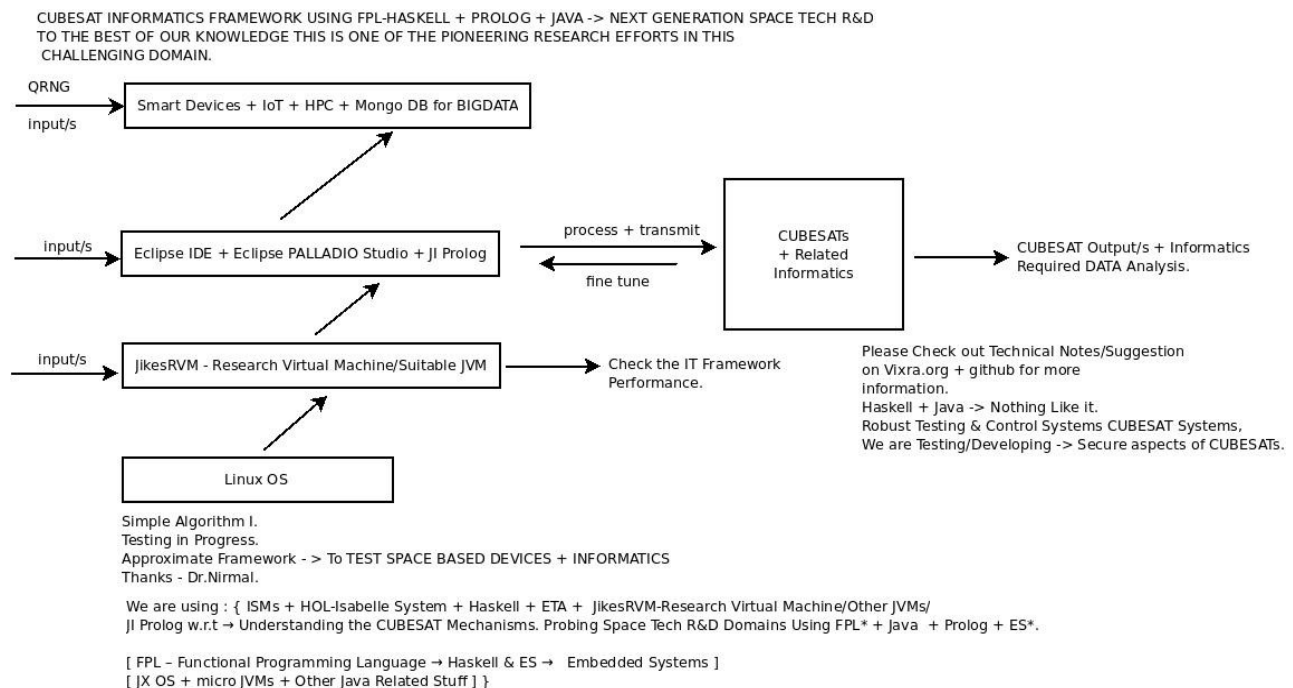 CUBESAT INFORMATICS FRAMEWORK USING FPL-HASKELL + PROLOG + JAVA -> NEXT GENERATION SPACE TECH R&D
TO THE BEST OF OUR KNOWLEDGE THIS IS ONE OF THE PIONEERING RESEARCH EFFORTS IN THIS
CHALLENGING DOMAIN.
QRNG
input/s
Smart Devices + IoT + HPC + Mongo DB for BIGDATA
input/s
Eclipse IDE + Eclipse PALLADIO Studio + JI Prolog
process + transmit
fine tune
CUBESATs
+ Related
Informatics
CUBESAT Output/s + Informatics
Required DATA Analysis.
input/s
JikesRVM - Research Virtual Machine/Suitable JVM
Check the IT Framework
Performance.
Please Check out Technical Notes/Suggestion
on Vixra.org + github for more
information.
Haskell + Java -> Nothing Like it.
Robust Testing & Control Systems CUBESAT Systems,
We are Testing/Developing -> Secure aspects of CUBESATs.
Linux OS
Simple Algorithm I.
Testing in Progress.
Approximate Framework - > To TEST SPACE BASED DEVICES + INFORMATICS
Thanks - Dr.Nirmal.
We are using : { ISMs + HOL-Isabelle System + Haskell + ETA + JikesRVM-Research Virtual Machine/Other JVMs/
JI Prolog w.r.t → Understanding the CUBESAT Mechanisms. Probing Space Tech R&D Domains Using FPL* + Java + Prolog + ES*.
[ FPL – Functional Programming Language → Haskell & ES → Embedded Systems ]
[ JX OS + micro JVMs + Other Java Related Stuff ] }